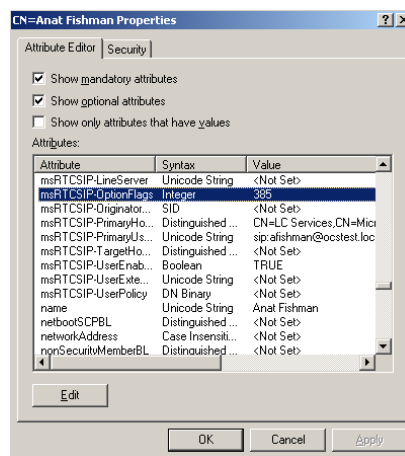 CN=Anat Fishman Properties
Attribute Editor Security
Show mandatory attributes
Show optional attributes
Show only attributes that have values
Attributes:
Attribute Syntax Value
msRTCSIP-LineServer Unicode String <Not Set>
msRTCSIP-OptionFlags Integer 385
msRTCSIP-Originator... SID <Not Set>
msRTCSIP-PrimaryHo... Distinguished ... CN=LC Services,CN=Micr
msRTCSIP-PrimaryUs... Unicode String sip:afishman@ocstest.loc
msRTCSIP-TargetHo... Distinguished ... <Not Set>
msRTCSIP-UserEnab... Boolean TRUE
msRTCSIP-UserExte... Unicode String <Not Set>
msRTCSIP-UserPolicy DN Binary <Not Set>
name Unicode String Anat Fishman
netbootSCPBL Distinguished ... <Not Set>
networkAddress Case Insensiti... <Not Set>
nonSecurityMemberBL Distinguished ... <Not Set>
Edit
OK Cancel Apply